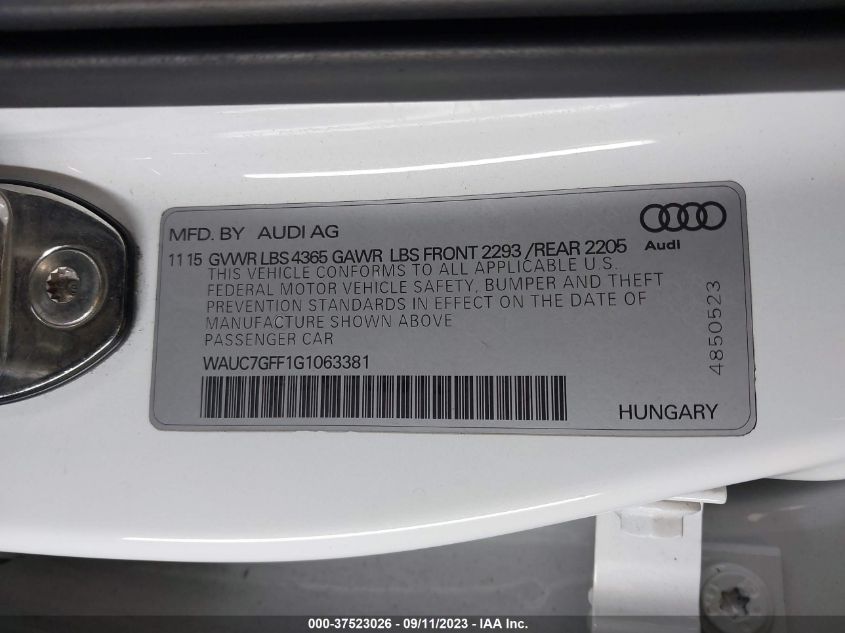 MFD. BY AUDI AG
11 15 GVWR LBS 4365 GAWR LBS FRONT 2293 /REAR 2205
Audi
THIS VEHICLE CONFORMS TO ALL APPLICABLE U.S.
FEDERAL MOTOR VEHICLE SAFETY, BUMPER AND THEFT
PREVENTION STANDARDS IN EFFECT ON THE DATE OF
MANUFACTURE SHOWN ABOVE
PASSENGER CAR
WAUC7GFF1G1063381
HUNGARY
4850523
000-37523026 - 09/11/2023 - IAA Inc.